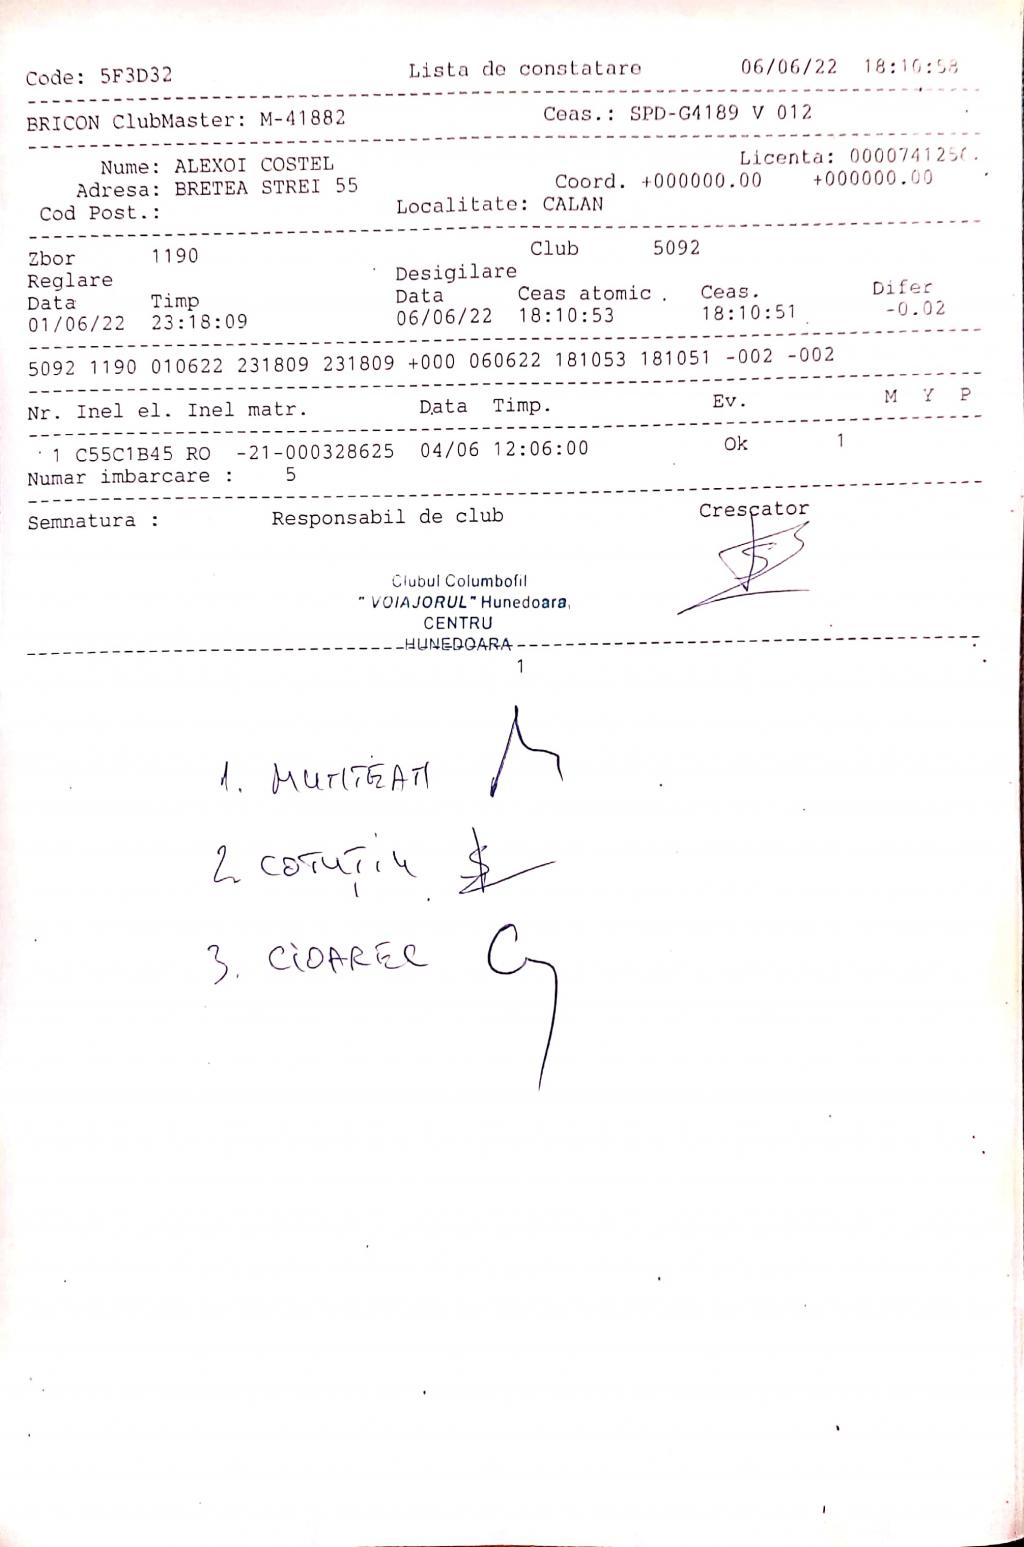 Code: 5F3D32 Lista de constatare 06/06/22 18:10:58
BRICON ClubMaster: M-41882 Ceas.: SPD-G4189 V 012
Nume: ALEXOI COSTEL Licenta:
Adresa: BRETEA STREI 55 Coord. +000000.00 +000000.00
Cod Post.: Localitate: CALAN
Zbor 1190 Club 5092
Reglare Desigilare
Data Timp Data Ceas atomic Ceas. Difer
01/06/22 23:18:09 06/06/22 18:10:53 18:10:51 -0.02
5092 1190 010622 231809 231809 +000 060622 181053 181051 -002 -002
Nr. Inel el. Inel matr. Data Timp. Ev. M Y P
1 C55C1B45 RO -21-000328625 04/06 12:06:00 Ok 1
Numar imbarcare : 5
Semnatura : Responsabil de club Crescator
Clubul Columbofil
" VOIAJORUL " Hunedoara,
CENTRU
HUNEDOARA
1
1. MUNTEAN
2 COTUȚIU
3. CIOAREC